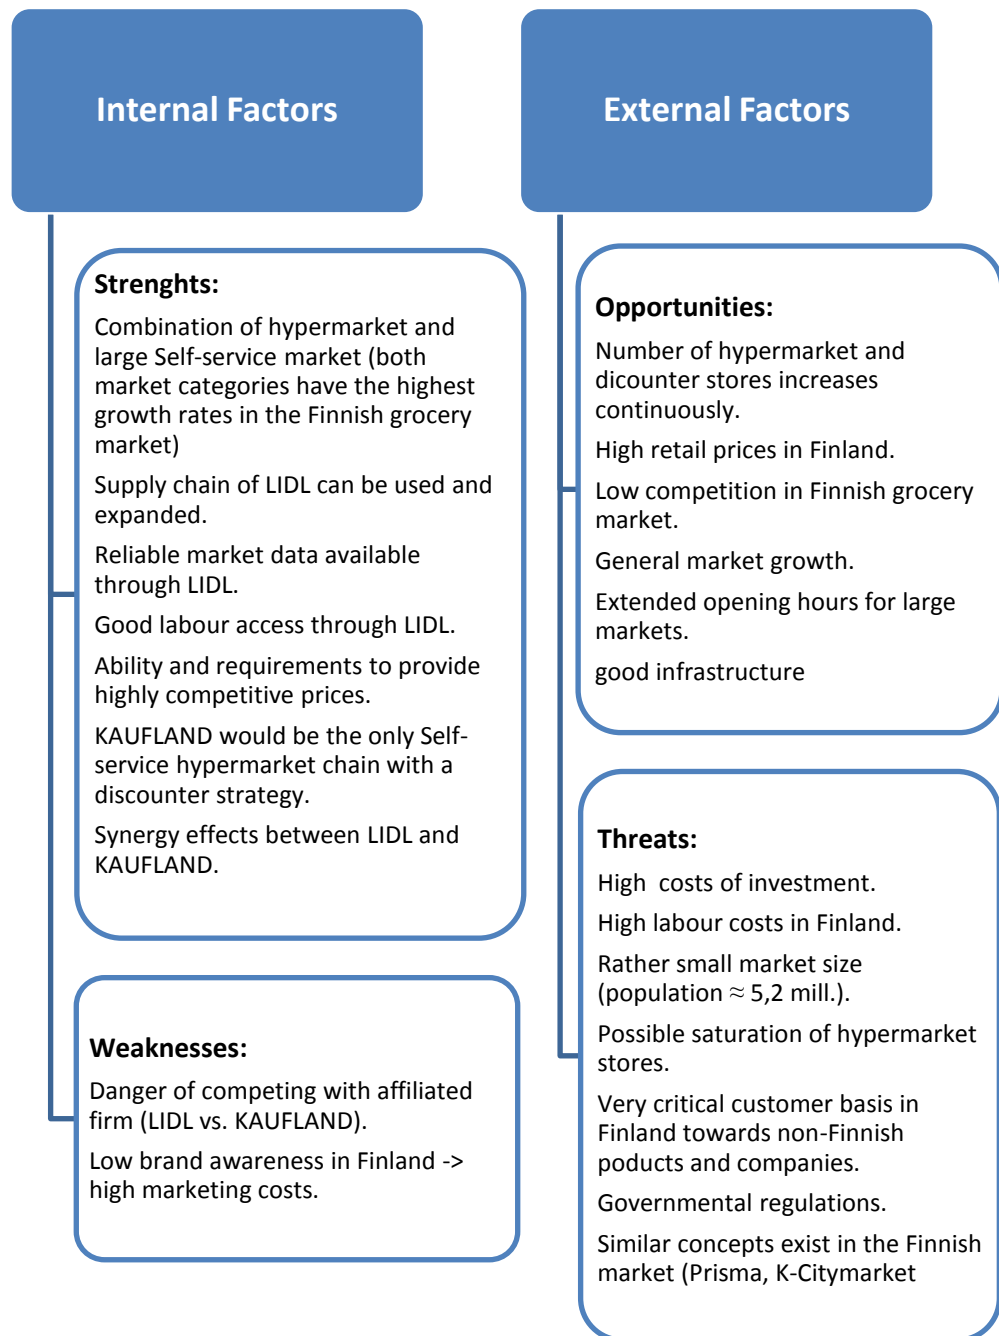 Internal Factors
Strenghts:
Combination of hypermarket and
large Self-service market (both
market categories have the highest
growth rates in the Finnish grocery
market)
Supply chain of LIDL can be used and
expanded.
Reliable market data available
through LIDL.
Good labour access through LIDL.
Ability and requirements to provide
highly competitive prices.
KAUFLAND would be the only Self-
service hypermarket chain with a
discounter strategy.
Synergy effects between LIDL and
KAUFLAND.
Weaknesses:
Danger of competing with affiliated
firm (LIDL vs. KAUFLAND).
Low brand awareness in Finland ->
high marketing costs.
External Factors
Opportunities:
Number of hypermarket and
dicounter stores increases
continuously.
High retail prices in Finland.
Low competition in Finnish grocery
market.
General market growth.
Extended opening hours for large
markets.
good infrastructure
Threats:
High  costs of investment.
High labour costs in Finland.
Rather small market size
(population ≈ 5,2 mill.).
Possible saturation of hypermarket
stores.
Very critical customer basis in
Finland towards non-Finnish
poducts and companies.
Governmental regulations.
Similar concepts exist in the Finnish
market (Prisma, K-Citymarket